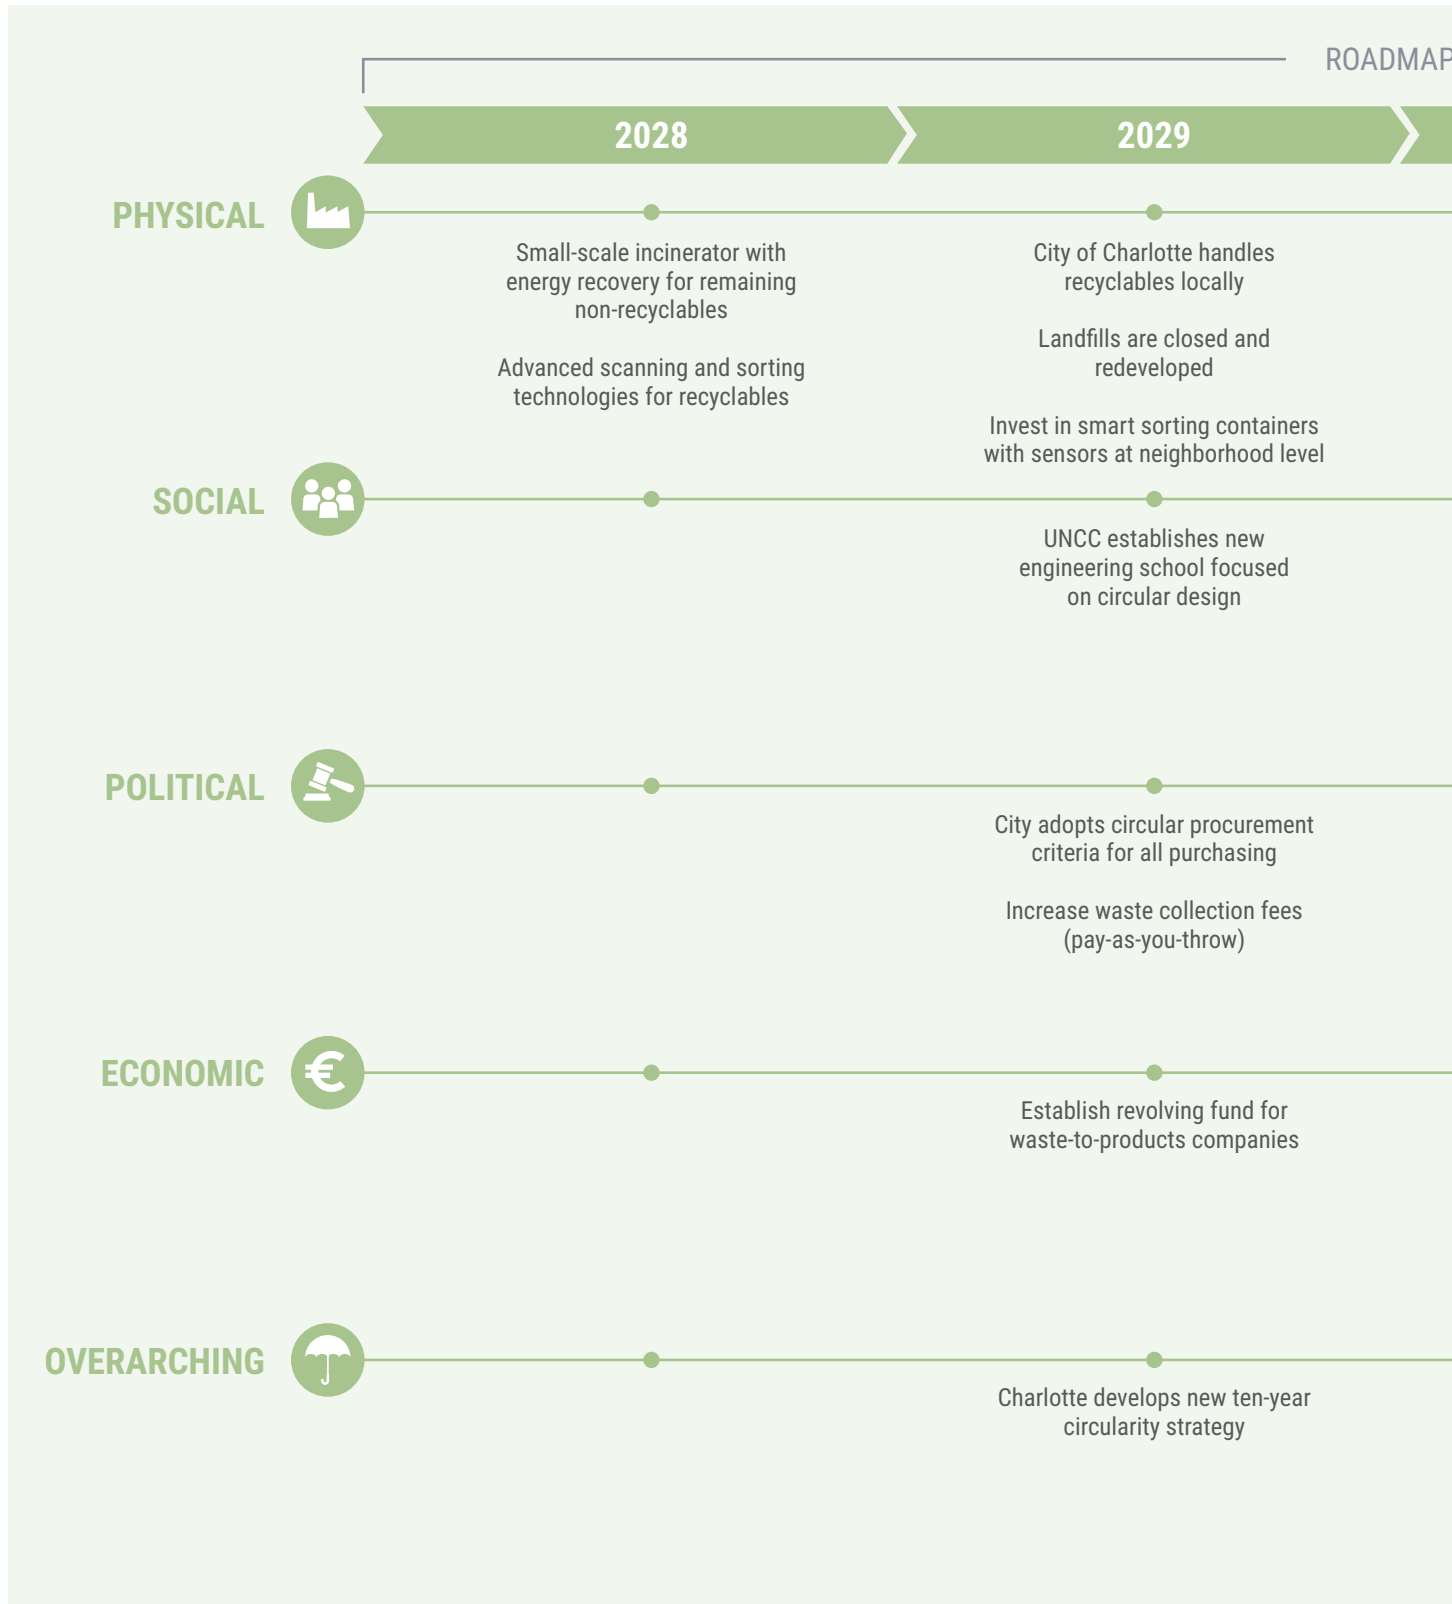 ROADMAP
2028
2029
PHYSICAL
Small-scale incinerator with
energy recovery for remaining
non-recyclables
Advanced scanning and sorting
technologies for recyclables
City of Charlotte handles
recyclables locally
Landfills are closed and
redeveloped
Invest in smart sorting containers
with sensors at neighborhood level
SOCIAL
UNCC establishes new
engineering school focused
on circular design
POLITICAL
City adopts circular procurement
criteria for all purchasing
Increase waste collection fees
(pay-as-you-throw)
ECONOMIC
€
Establish revolving fund for
waste-to-products companies
OVERARCHING
Charlotte develops new ten-year
circularity strategy